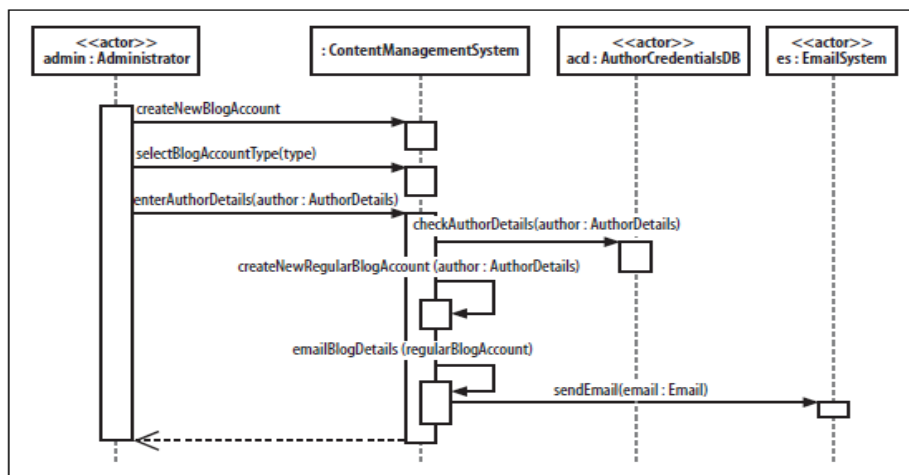 <<actor>>
admin : Administrator
: ContentManagementSystem
<<actor>>
acd : AuthorCredentialsDB
<<actor>>
es : EmailSystem
createNewBlogAccount
selectBlogAccountType(type)
enterAuthorDetails(author : AuthorDetails)
checkAuthorDetails(author : AuthorDetails)
createNewRegularBlogAccount (author : AuthorDetails)
emailBlogDetails (regularBlogAccount)
sendEmail(email : Email)